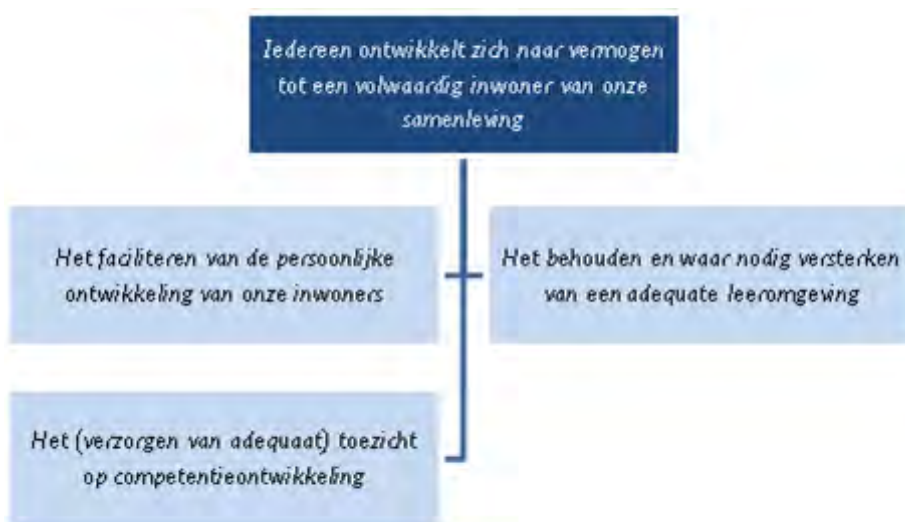 Iedereen ontwikkelt zich naar vermogen
tot een volwaardig inwoner van onze
samenleving
Het faciliteren van de persoonlijke
ontwikkeling van onze inwoners
Het behouden en waar nodig versterken
van een adequate leeromgeving
Het (verzorgen van adequaat) toezicht
op competentieontwikkeling